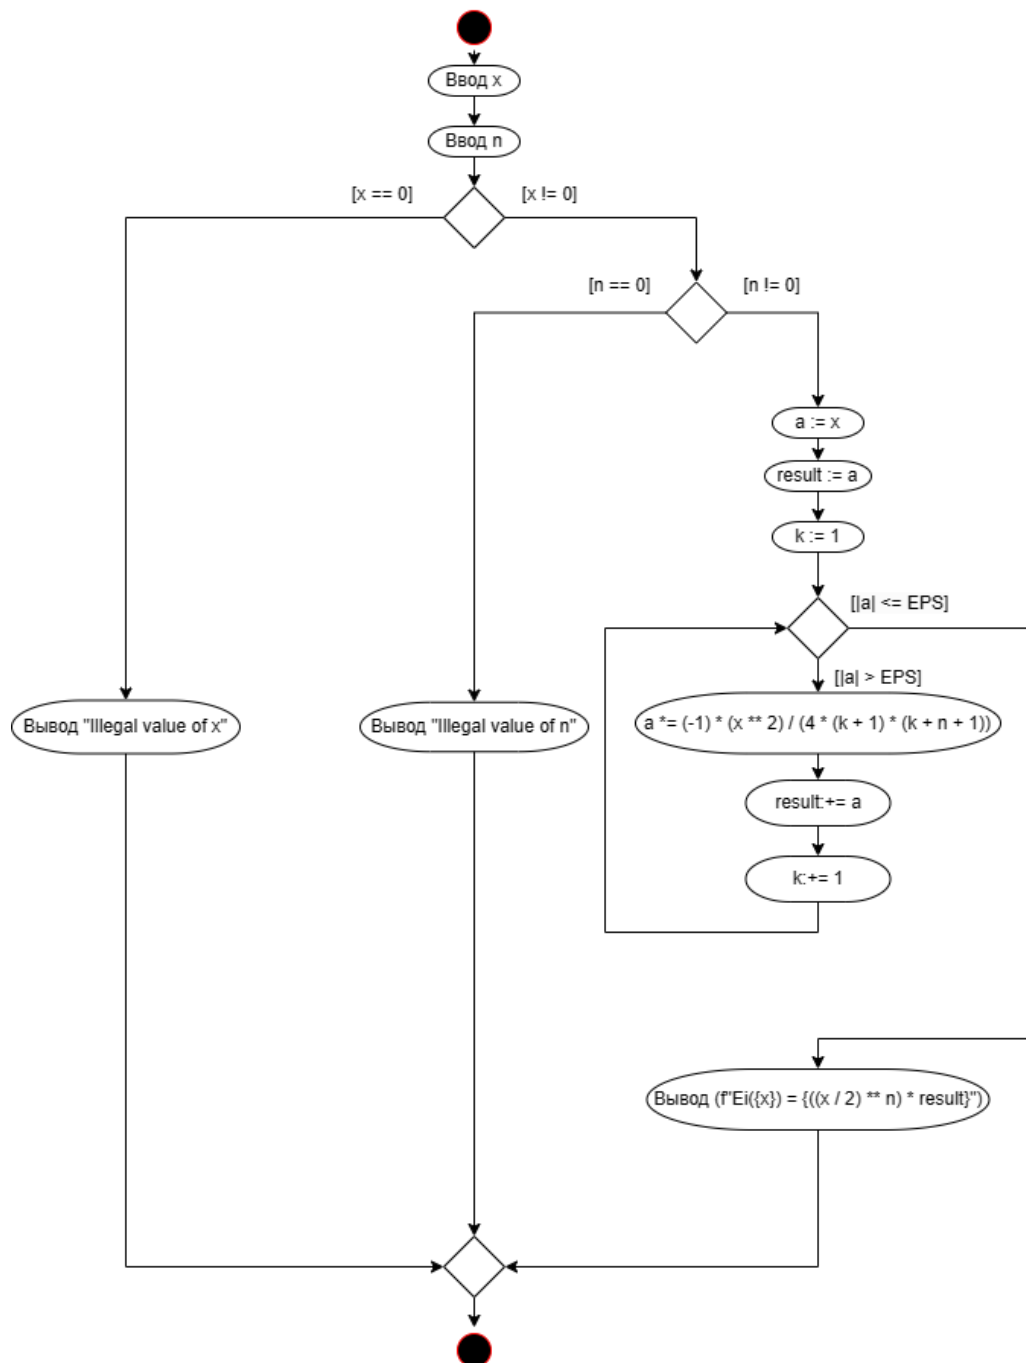 Ввод x
Ввод n
[x == 0]
[x != 0]
[n == 0]
[n != 0]
a := x
result := a
k := 1
[|a| <= EPS]
[|a| > EPS]
Вывод "Illegal value of x"
Вывод "Illegal value of n"
a *= (-1) * (x ** 2) / (4 * (k + 1) * (k + n + 1))
result:+= a
k:+= 1
Вывод (f"Ei({x}) = {((x / 2) ** n) * result}")